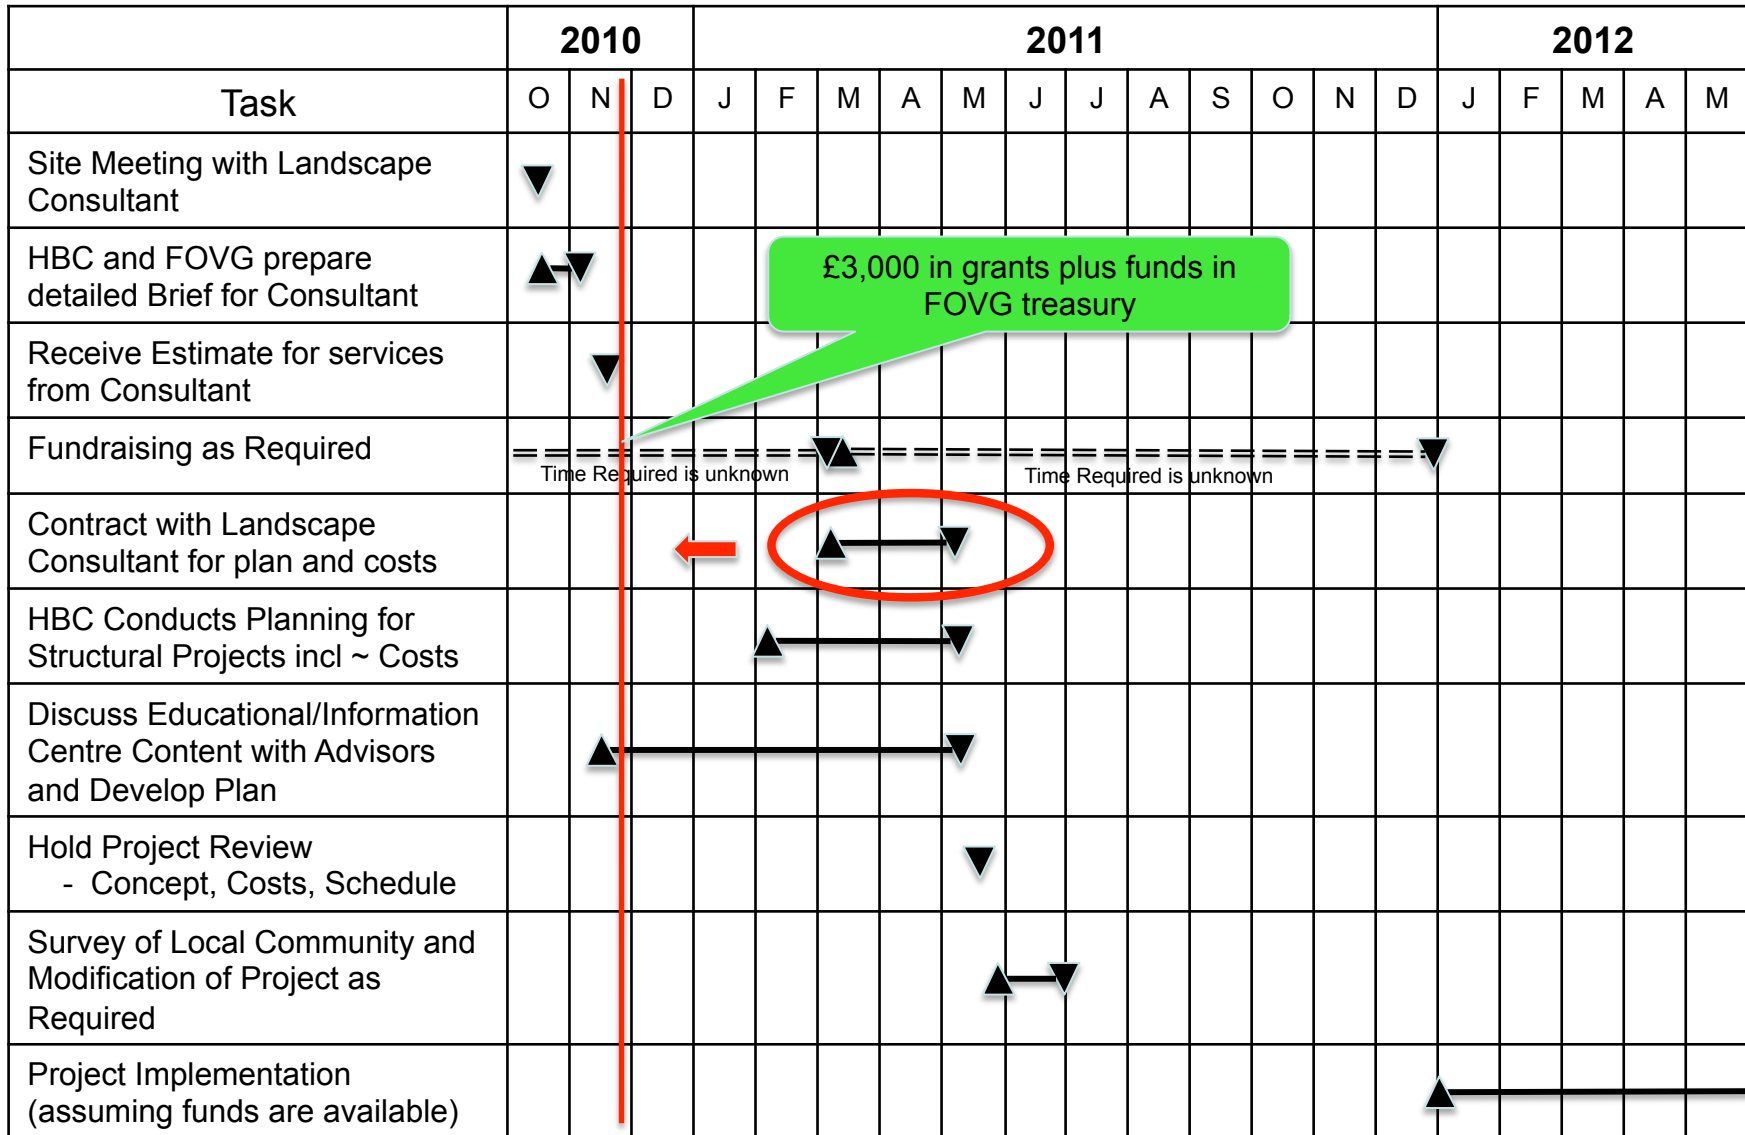 2010 2011 2012
Task O N D J F M A M J J A S O N D J F M A M
Site Meeting with Landscape
Consultant
HBC and FOVG prepare
detailed Brief for Consultant
£3,000 in grants plus funds in
FOVG treasury
Receive Estimate for services
from Consultant
Fundraising as Required
Time Required is unknown
Time Required is unknown
Contract with Landscape
Consultant for plan and costs
HBC Conducts Planning for
Structural Projects incl ~ Costs
Discuss Educational/Information
Centre Content with Advisors
and Develop Plan
Hold Project Review
- Concept, Costs, Schedule
Survey of Local Community and
Modification of Project as
Required
Project Implementation
(assuming funds are available)